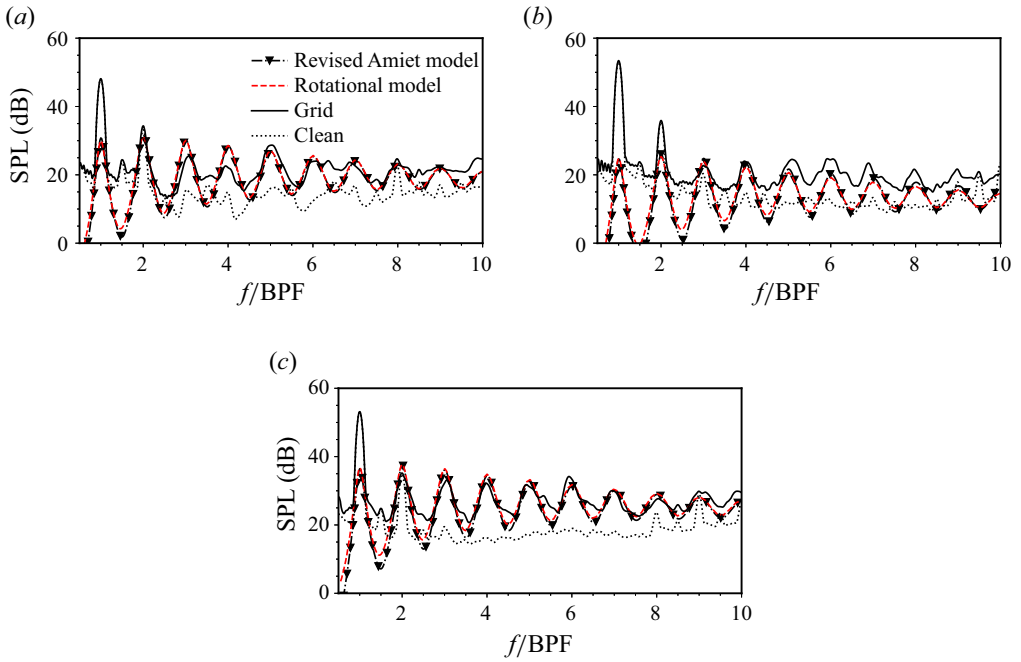 (a)
60
40
20
0
SPL (dB)
Revised Amiet model
Rotational model
Grid
Clean
2 4 6 8 10
f/BPF
(b)
60
40
20
0
2 4 6 8 10
f/BPF
(c)
60
40
20
0
SPL (dB)
2 4 6 8 10
f/BPF